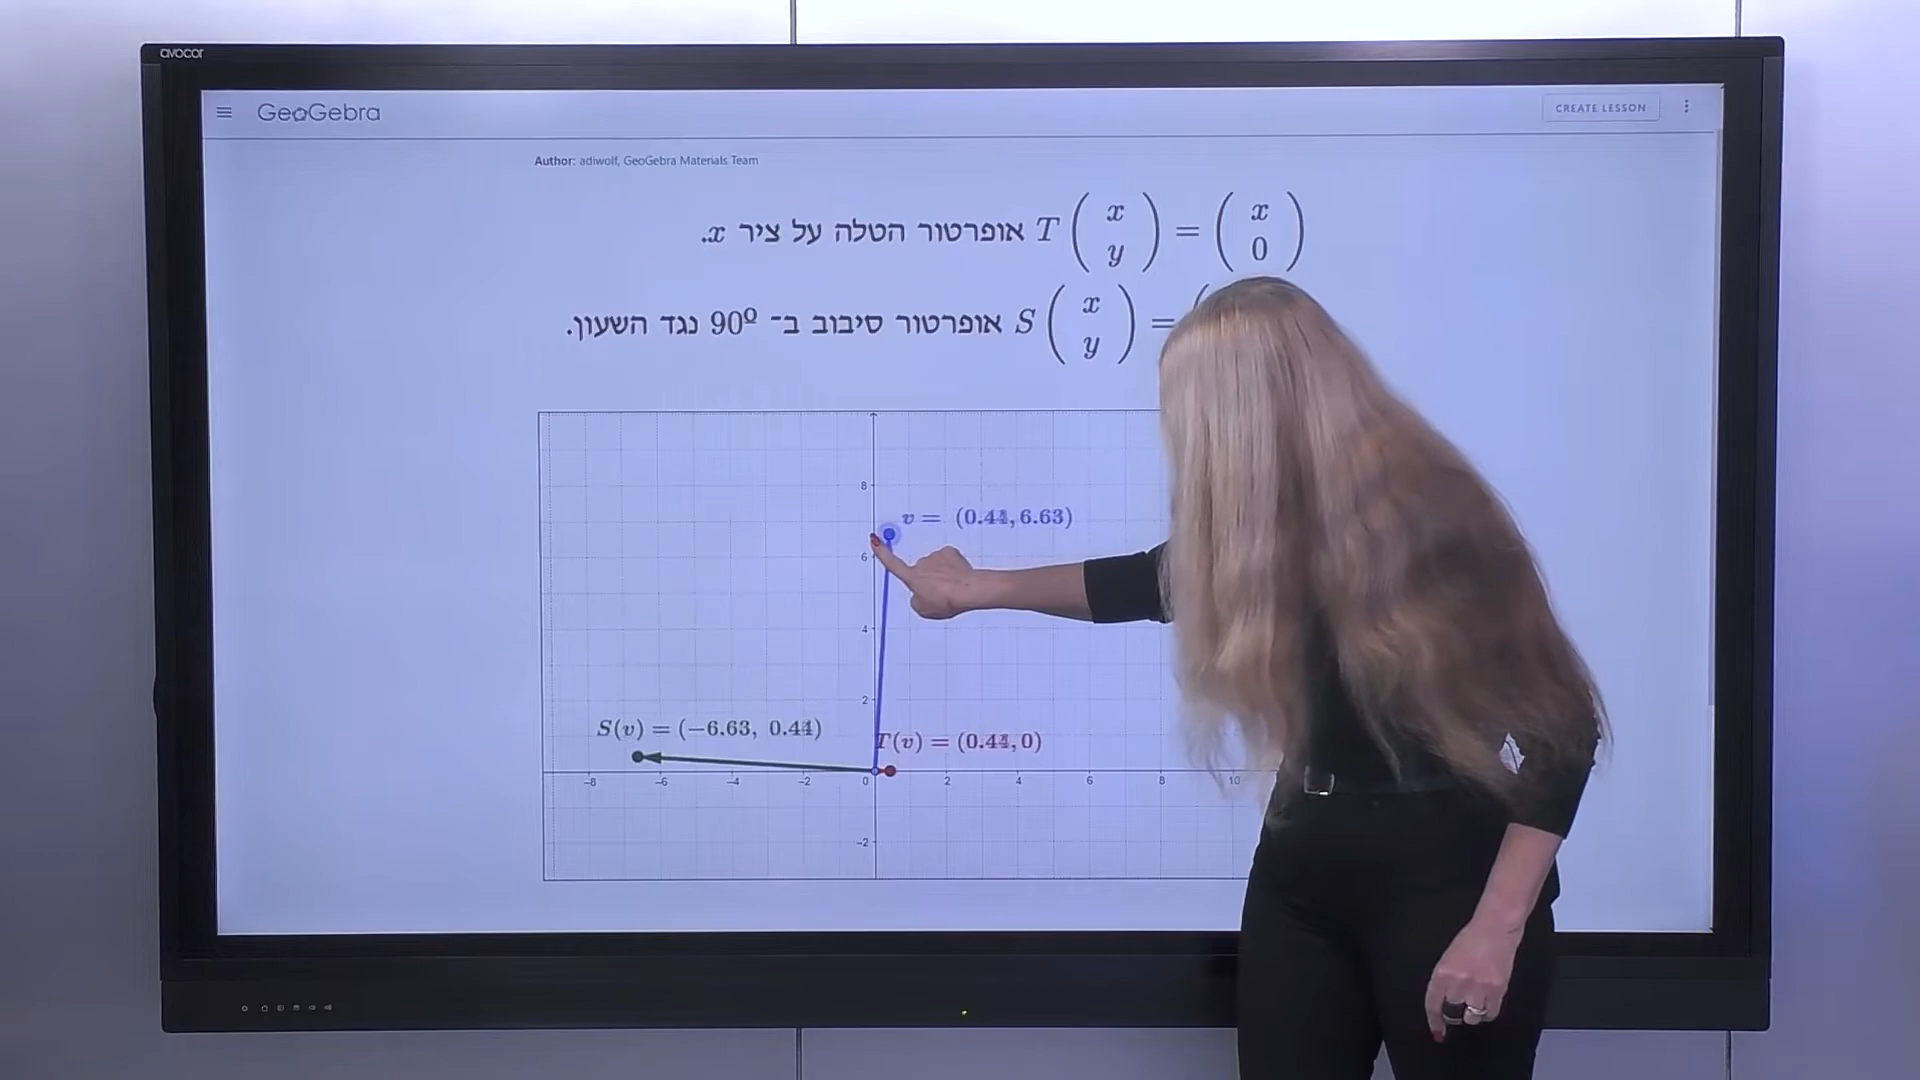 avocor
GeoGebra
CREATE LESSON
Author: adiwolf, GeoGebra Materials Team
T ( x y ) = ( x 0 ) אופרטור הטלה על ציר x.
S ( x y ) = ( אופרטור סיבוב ב- 90º נגד השעון.
8
v = (0.44, 6.63)
6
4
2
S(v) = (−6.63, 0.44)
T(v) = (0.44, 0)
−8 −6 −4 −2 0 2 4 6 8 10
−2